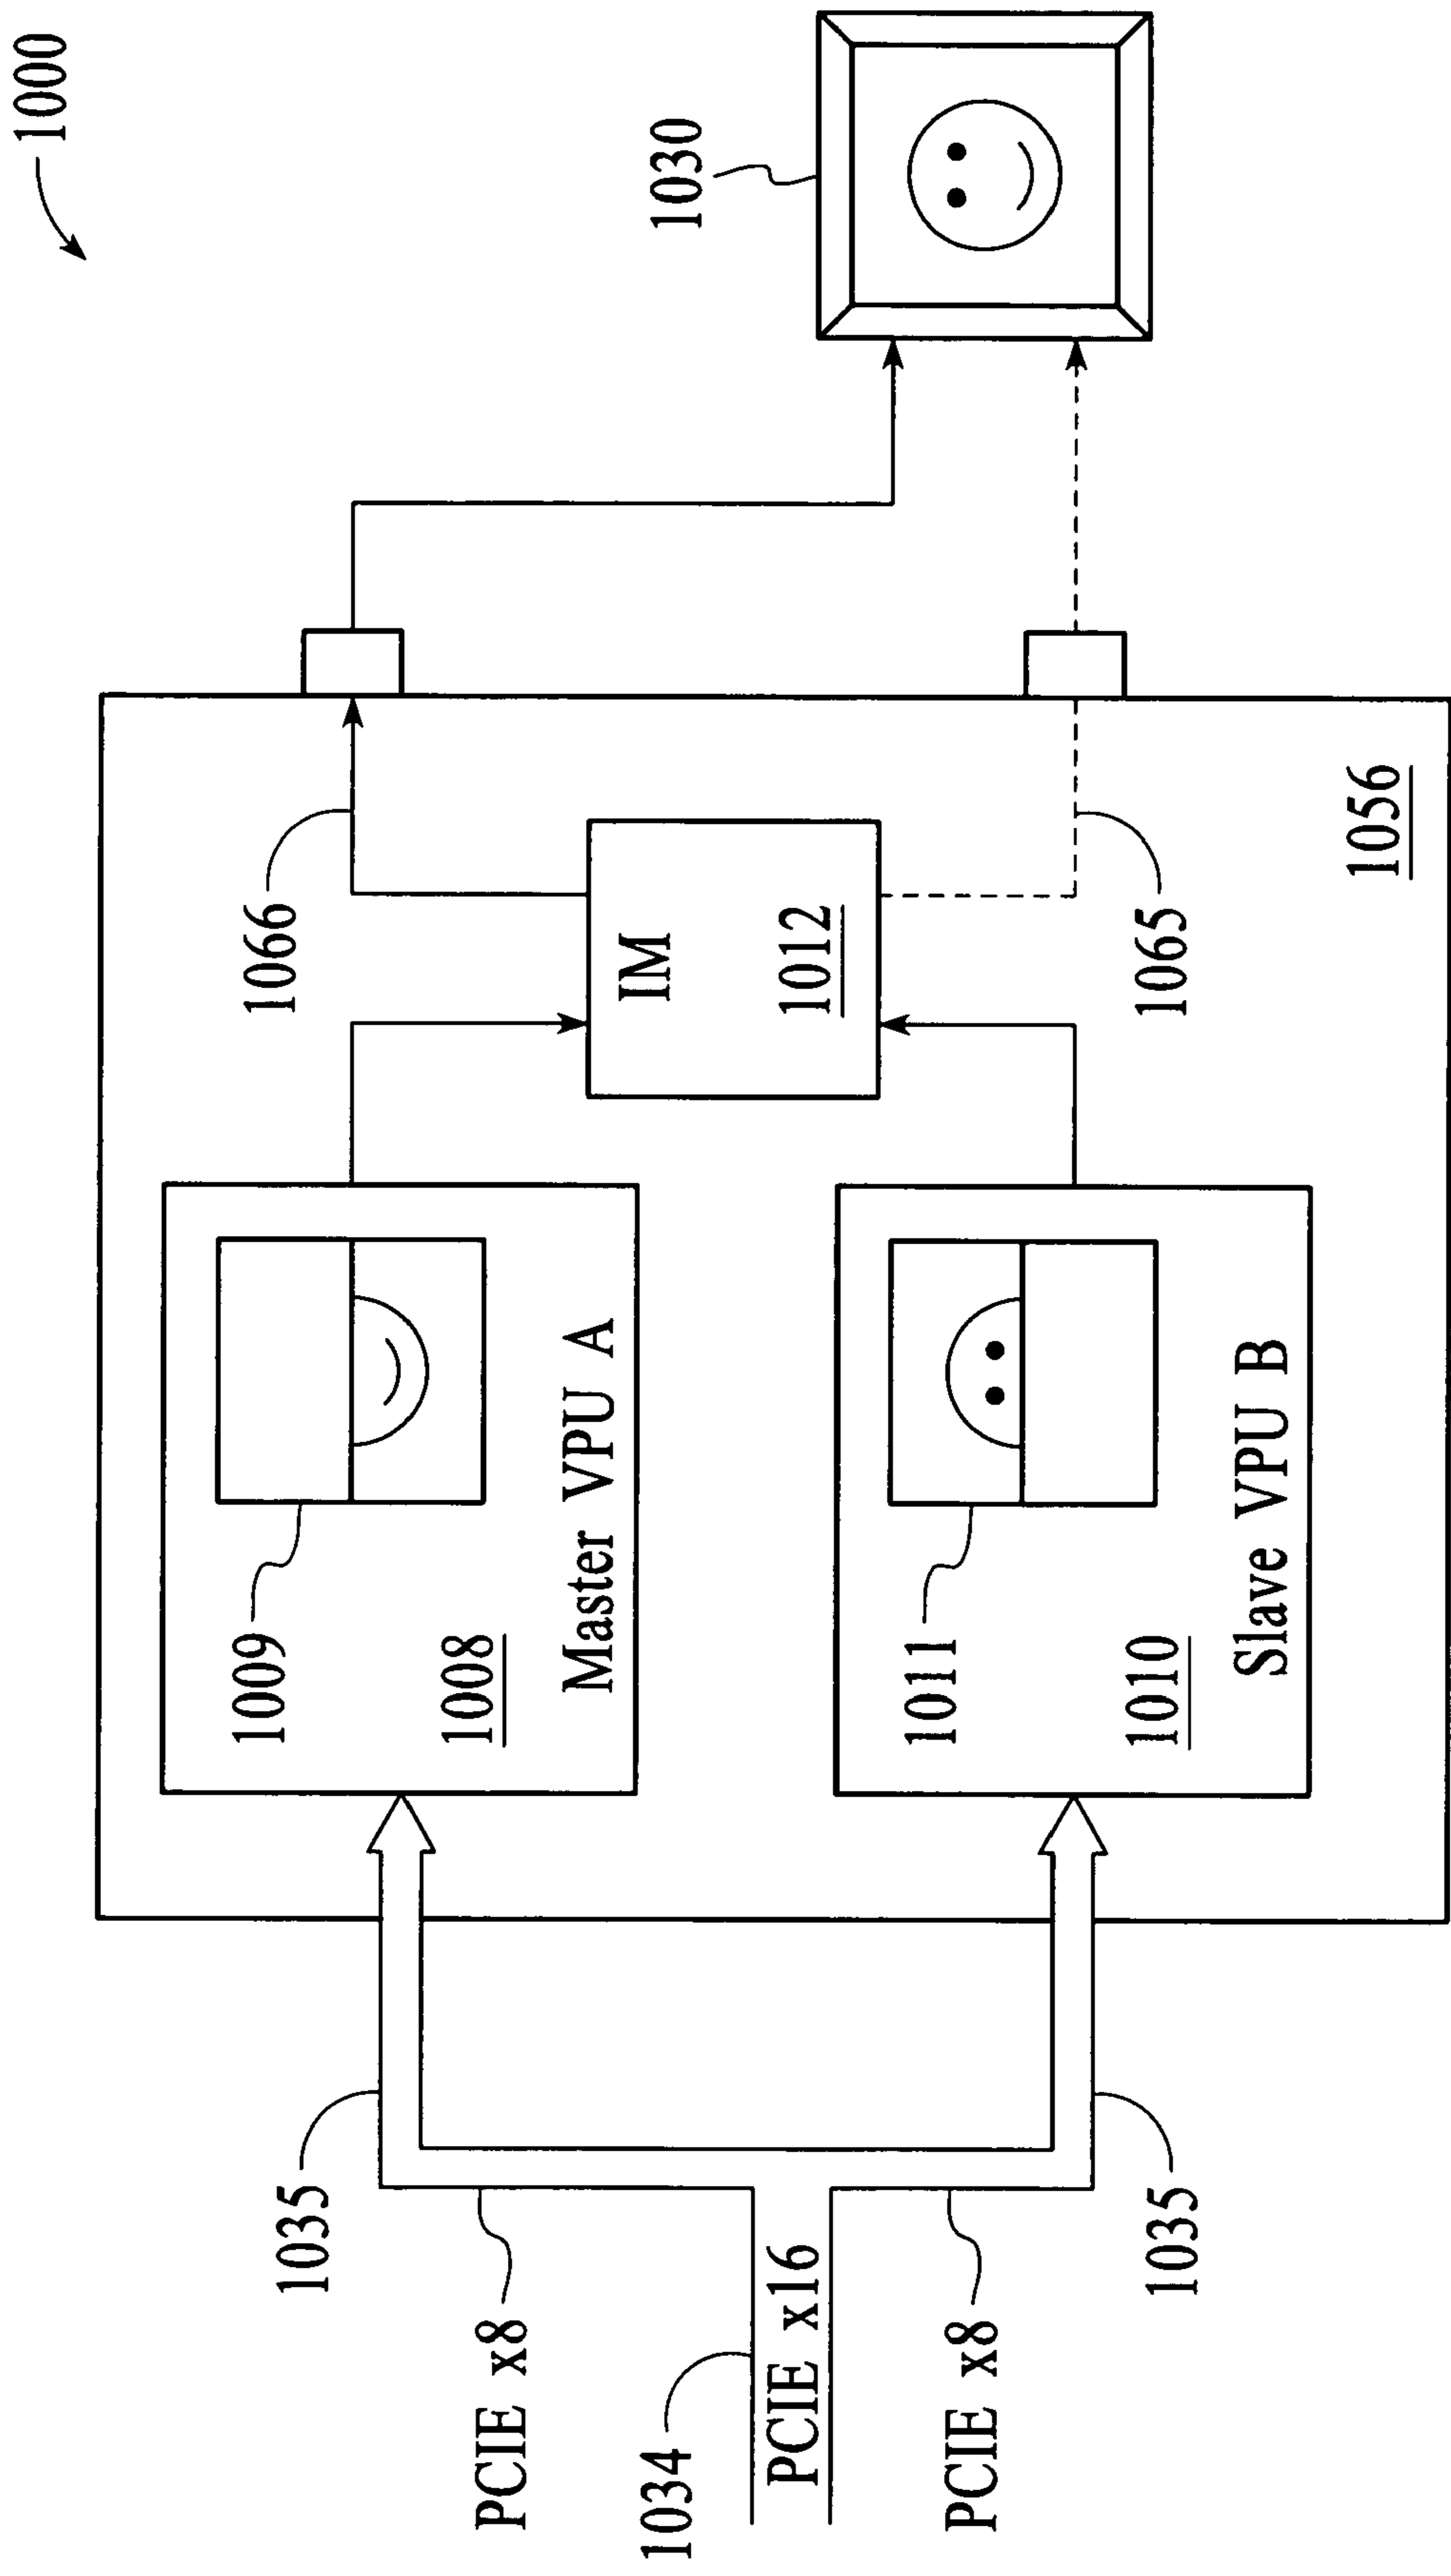 1000
1030
1066
IM
1012
1065
1056
1009
1008
Master VPU A
1011
1010
Slave VPU B
1035
PCIE x8
1034
PCIE x16
PCIE x8
1035